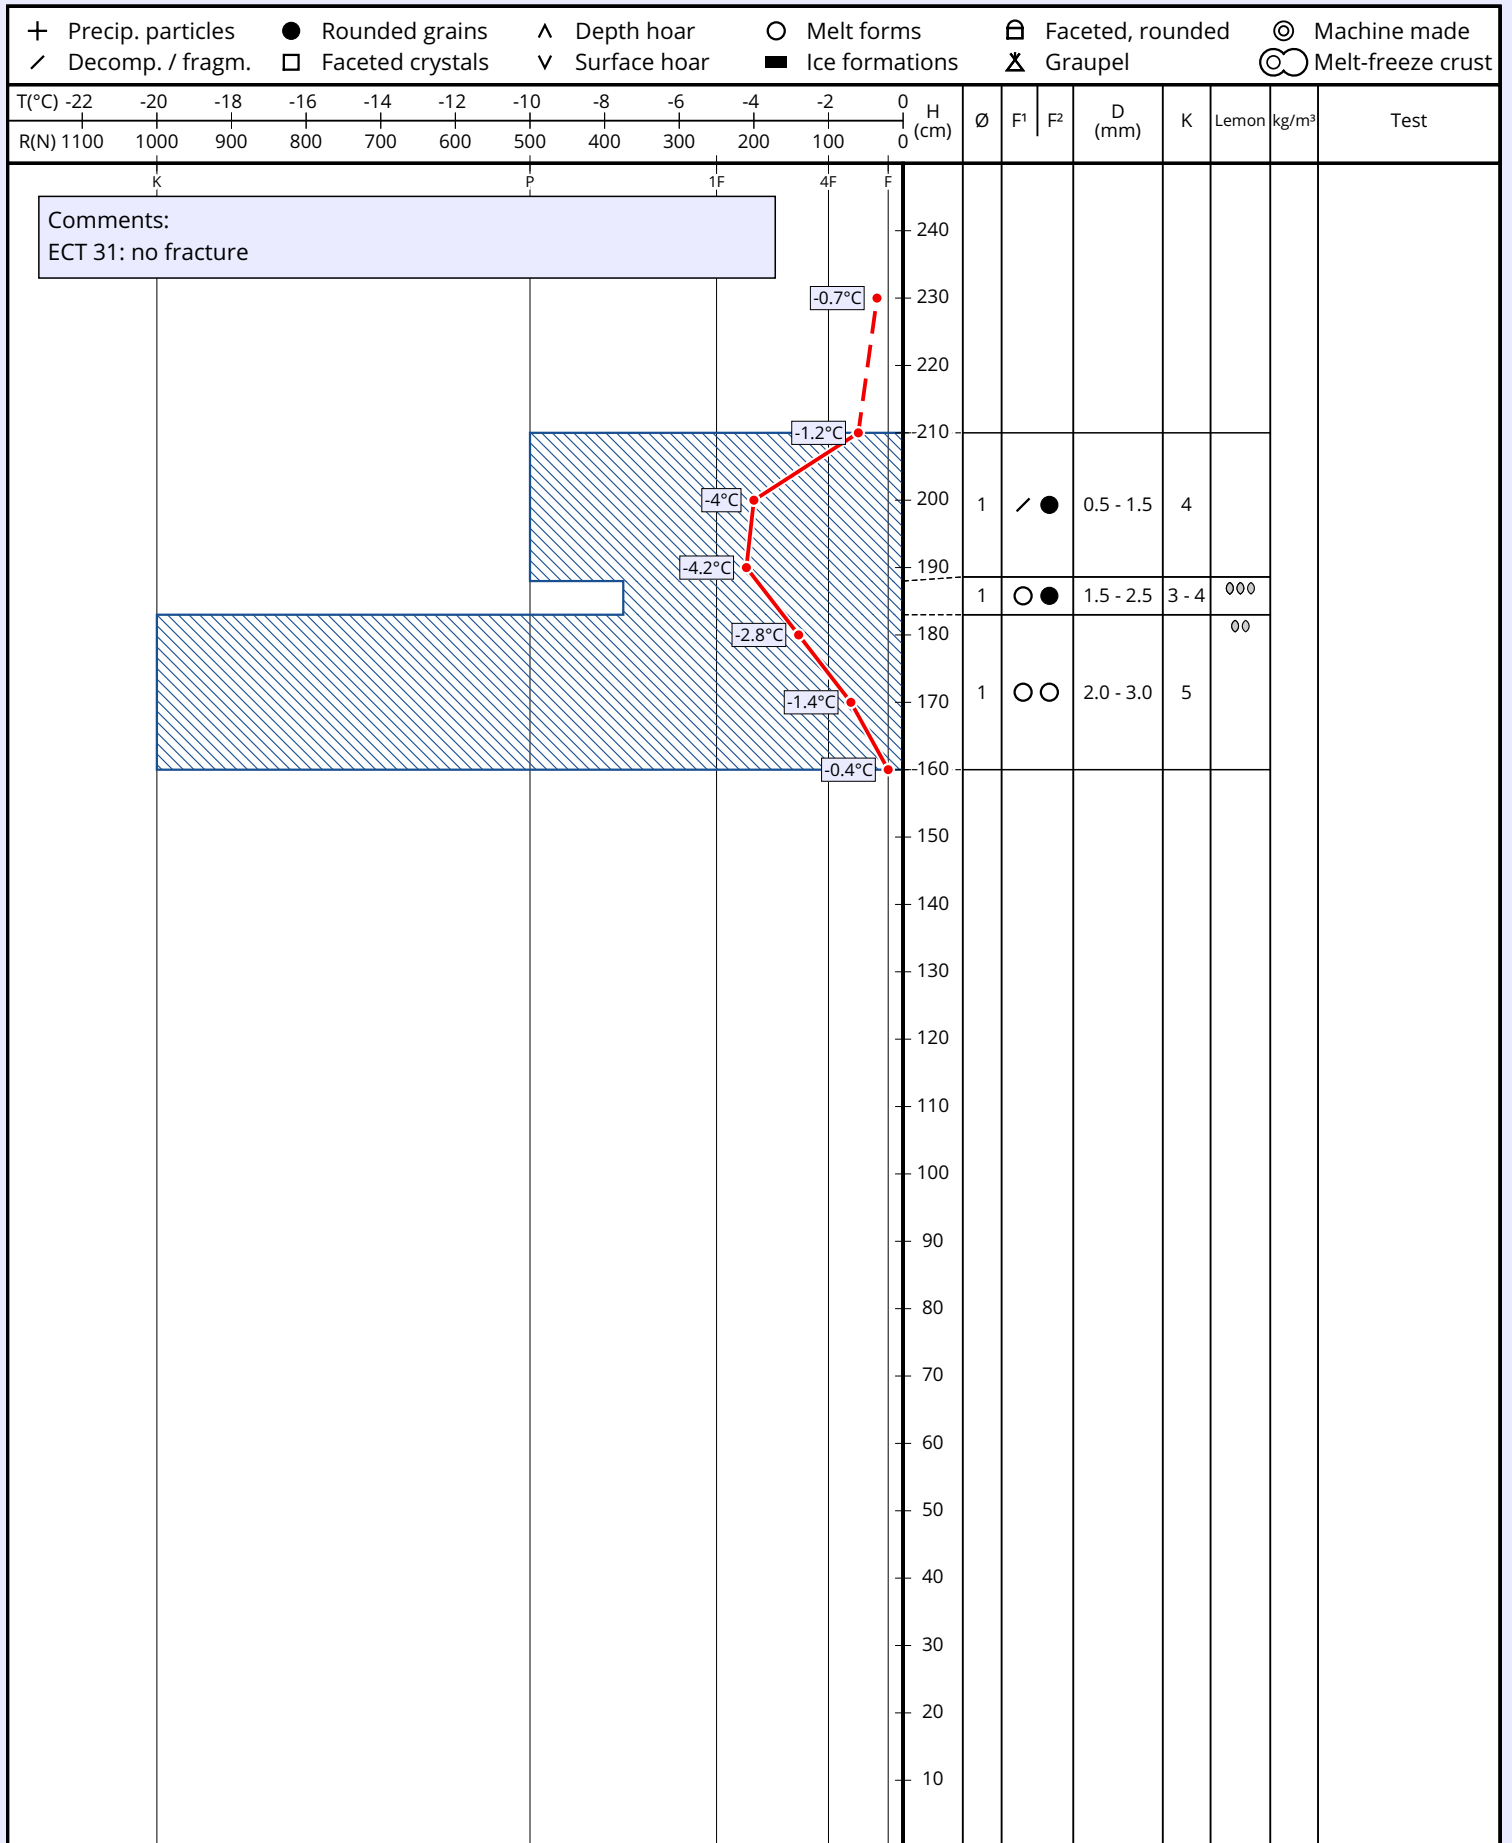 Precip. particles Rounded grains Depth hoar Melt forms Faceted, rounded Machine made
Decomp. / fragm. Faceted crystals Surface hoar Ice formations Graupel Melt-freeze crust
T(°C) -22 -20 -18 -16 -14 -12 -10 -8 -6 -4 -2 0
R(N) 1100 1000 900 800 700 600 500 400 300 200 100 0
H
(cm)
Ø F¹ F²
D
(mm)
K Lemon kg/m³ Test
K P 1F 4F F
Comments:
ECT 31: no fracture
240
-0.7°C 230
220
-1.2°C 210
-4°C 200 1 0.5 - 1.5 4
-4.2°C 190
1 1.5 - 2.5 3 - 4
-2.8°C 180
-1.4°C 170 1 2.0 - 3.0 5
-0.4°C 160
150
140
130
120
110
100
90
80
70
60
50
40
30
20
10